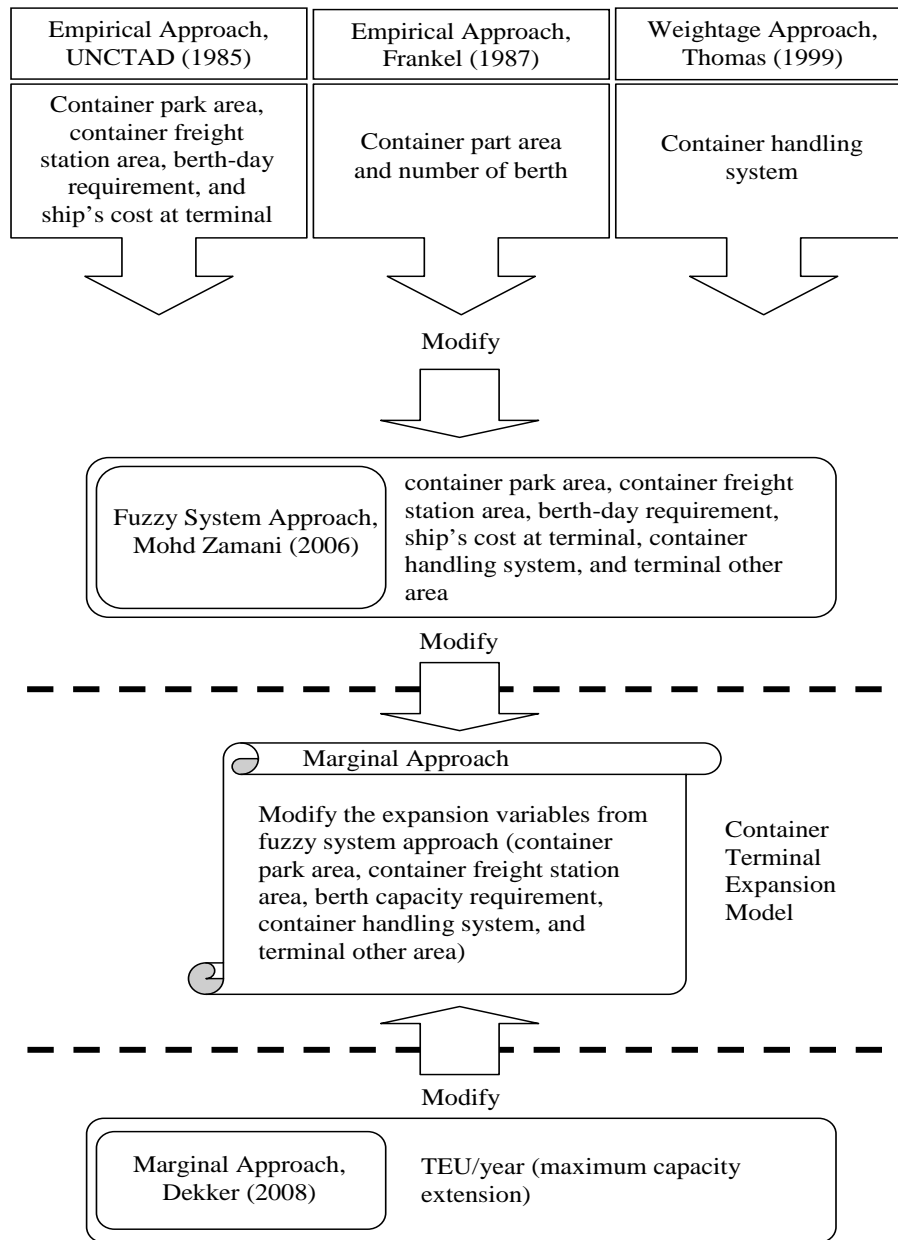 Empirical Approach,
UNCTAD (1985)
Empirical Approach,
Frankel (1987)
Weightage Approach,
Thomas (1999)
Container park area,
container freight
station area, berth-day
requirement, and
ship's cost at terminal
Container part area
and number of berth
Container handling
system
Modify
Fuzzy System Approach,
Mohd Zamani (2006)
container park area, container freight
station area, berth-day requirement,
ship's cost at terminal, container
handling system, and terminal other
area
Modify
Marginal Approach
Modify the expansion variables from
fuzzy system approach (container
park area, container freight station
area, berth capacity requirement,
container handling system, and
terminal other area)
Container
Terminal
Expansion
Model
Modify
Marginal Approach,
Dekker (2008)
TEU/year (maximum capacity
extension)